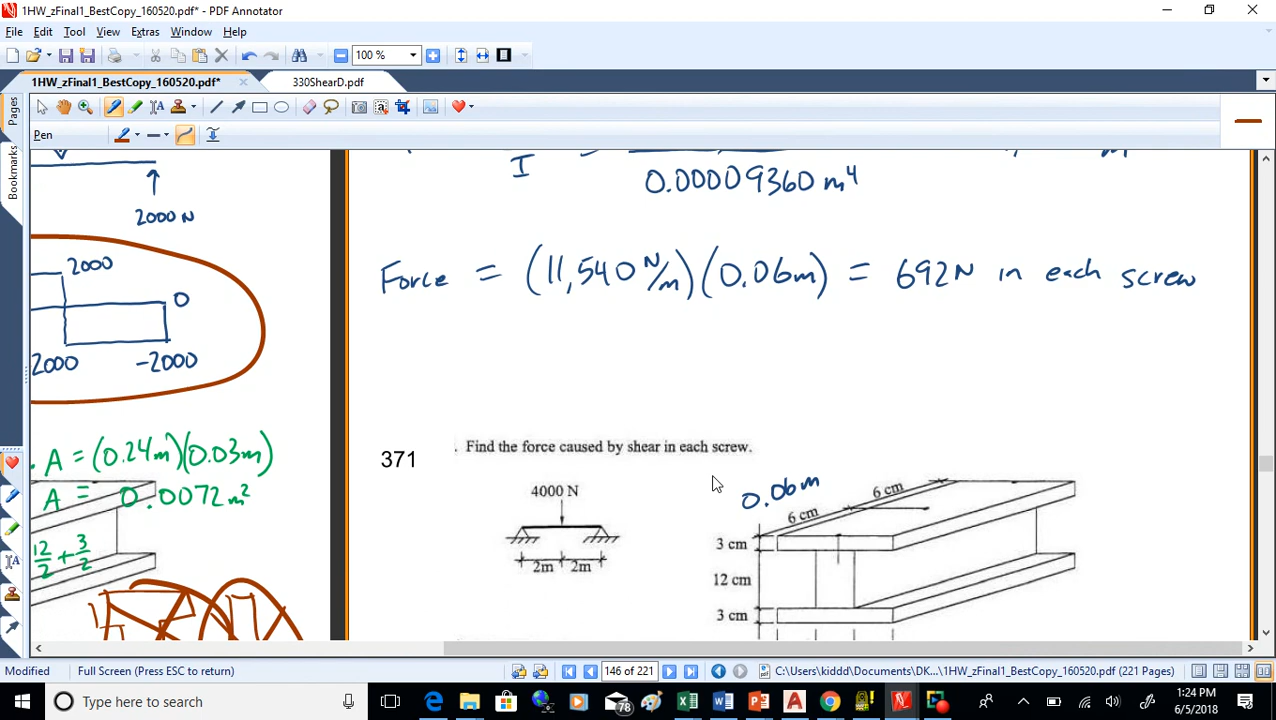 1HW_zFinal1_BestCopy_160520.pdf* - PDF Annotator
File Edit Tool View Extras Window Help
100 %
1HW_zFinal1_BestCopy_160520.pdf*
330ShearD.pdf
Pages
Bookmarks
Pen
2000 N
2000
0
2000
-2000
A = (0.24m)(0.03m)
A = 0.0072m²
12/2 + 3/2
I =
0.00009360 m⁴
Force = (11,540 N/m)(0.06m) = 692N in each screw
371
. Find the force caused by shear in each screw.
4000 N
2m 2m
0.06m
6 cm
6 cm
3 cm
12 cm
3 cm
Modified
Full Screen (Press ESC to return)
146 of 221
C:\Users\kiddd\Documents\DK...\1HW_zFinal1_BestCopy_160520.pdf (221 Pages)
Type here to search
78
1:24 PM
6/5/2018